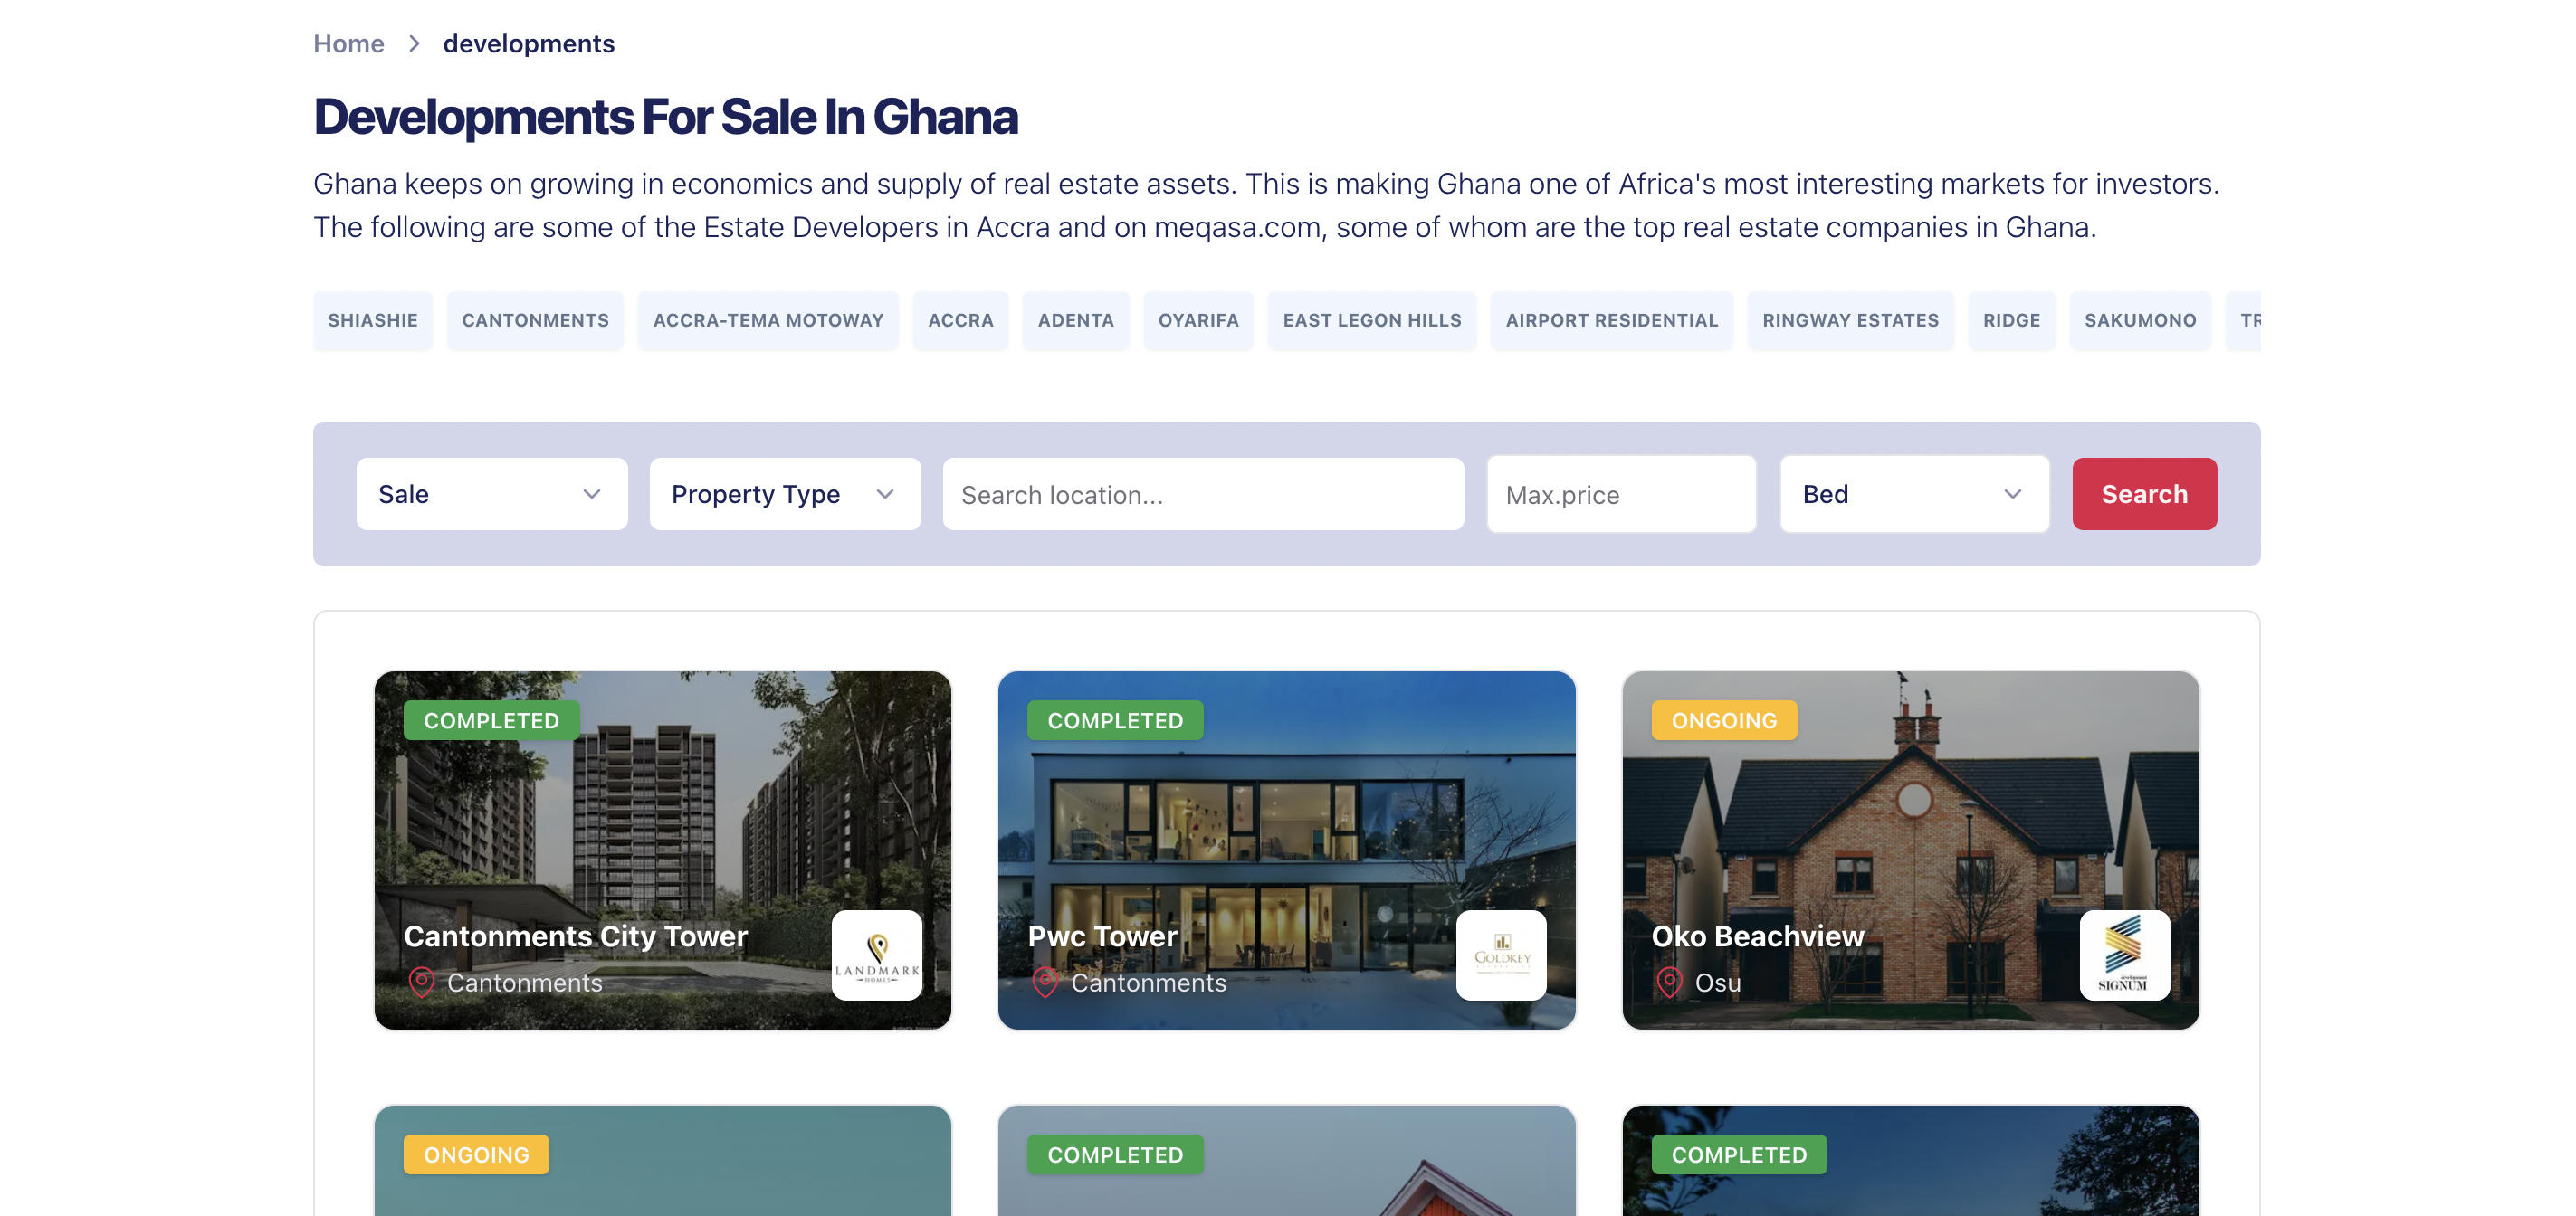 Home > developments
Developments For Sale In Ghana
Ghana keeps on growing in economics and supply of real estate assets. This is making Ghana one of Africa's most interesting markets for investors.
The following are some of the Estate Developers in Accra and on meqasa.com, some of whom are the top real estate companies in Ghana.
SHIASHIE CANTONMENTS ACCRA-TEMA MOTOWAY ACCRA ADENTA OYARIFA EAST LEGON HILLS AIRPORT RESIDENTIAL RINGWAY ESTATES RIDGE SAKUMONO
Sale Property Type Search location... Max.price Bed Search
COMPLETED COMPLETED ONGOING
Cantonments City Tower
Cantonments
LANDMARK
HOMES
Pwc Tower
Cantonments
GOLDKEY
Oko Beachview
Osu
development
SIGNUM
ONGOING COMPLETED COMPLETED